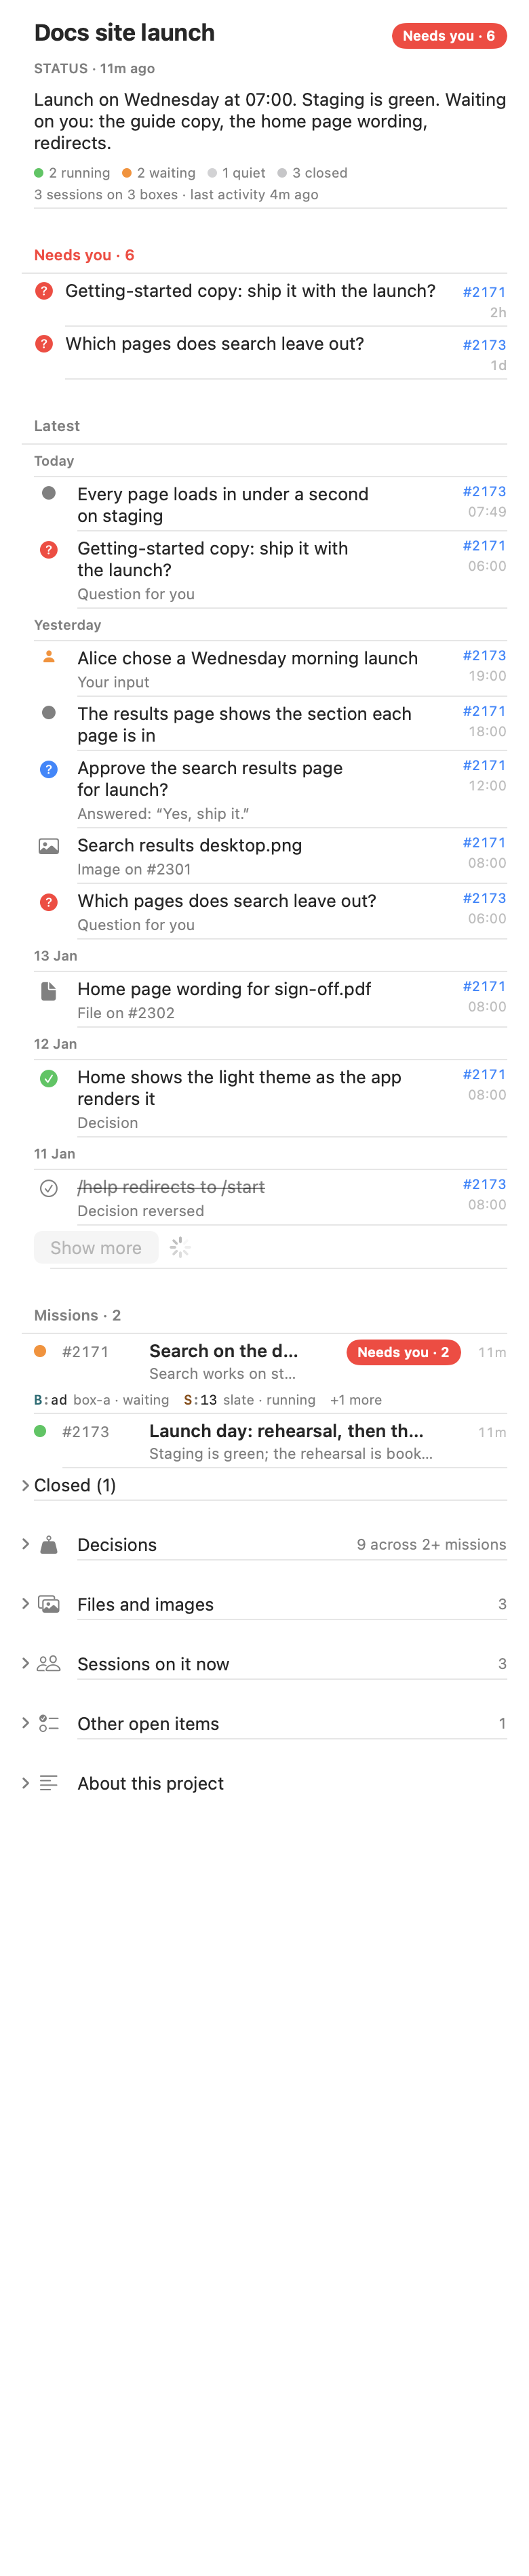 Docs site launch
Needs you · 6
STATUS · 11m ago
Launch on Wednesday at 07:00. Staging is green. Waiting
on you: the guide copy, the home page wording,
redirects.
2 running 2 waiting 1 quiet 3 closed
3 sessions on 3 boxes · last activity 4m ago
Needs you · 6
? Getting-started copy: ship it with the launch? #2171
2h
? Which pages does search leave out? #2173
1d
Latest
Today
Every page loads in under a second #2173
on staging 07:49
? Getting-started copy: ship it with #2171
the launch? 06:00
Question for you
Yesterday
Alice chose a Wednesday morning launch #2173
Your input 19:00
The results page shows the section each #2171
page is in 18:00
? Approve the search results page #2171
for launch? 12:00
Answered: “Yes, ship it.”
Search results desktop.png #2171
Image on #2301 08:00
? Which pages does search leave out? #2173
Question for you 06:00
13 Jan
Home page wording for sign-off.pdf #2171
File on #2302 08:00
12 Jan
Home shows the light theme as the app #2171
renders it 08:00
Decision
11 Jan
/help redirects to /start #2173
Decision reversed 08:00
Show more
Missions · 2
#2171 Search on the d... Needs you · 2 11m
Search works on st...
B:ad box-a · waiting S:13 slate · running +1 more
#2173 Launch day: rehearsal, then th... 11m
Staging is green; the rehearsal is book...
Closed (1)
Decisions 9 across 2+ missions
Files and images 3
Sessions on it now 3
Other open items 1
About this project